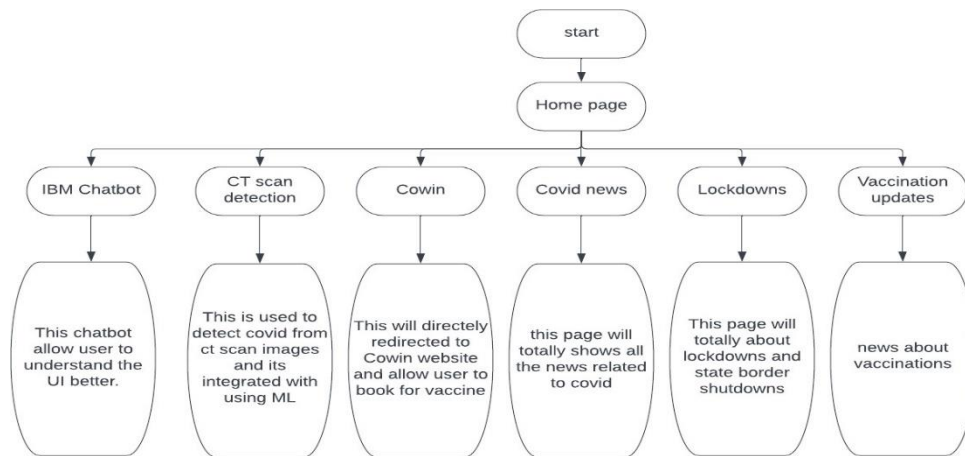 start
Home page
IBM Chatbot
CT scan
detection
Cowin
Covid news
Lockdowns
Vaccination
updates
This chatbot
allow user to
understand the
UI better.
This is used to
detect covid from
ct scan images
and its
integrated with
using ML
This will directely
redirected to
Cowin website
and allow user to
book for vaccine
this page will
totally shows all
the news related
to covid
This page will
totally about
lockdowns and
state border
shutdowns
news about
vaccinations